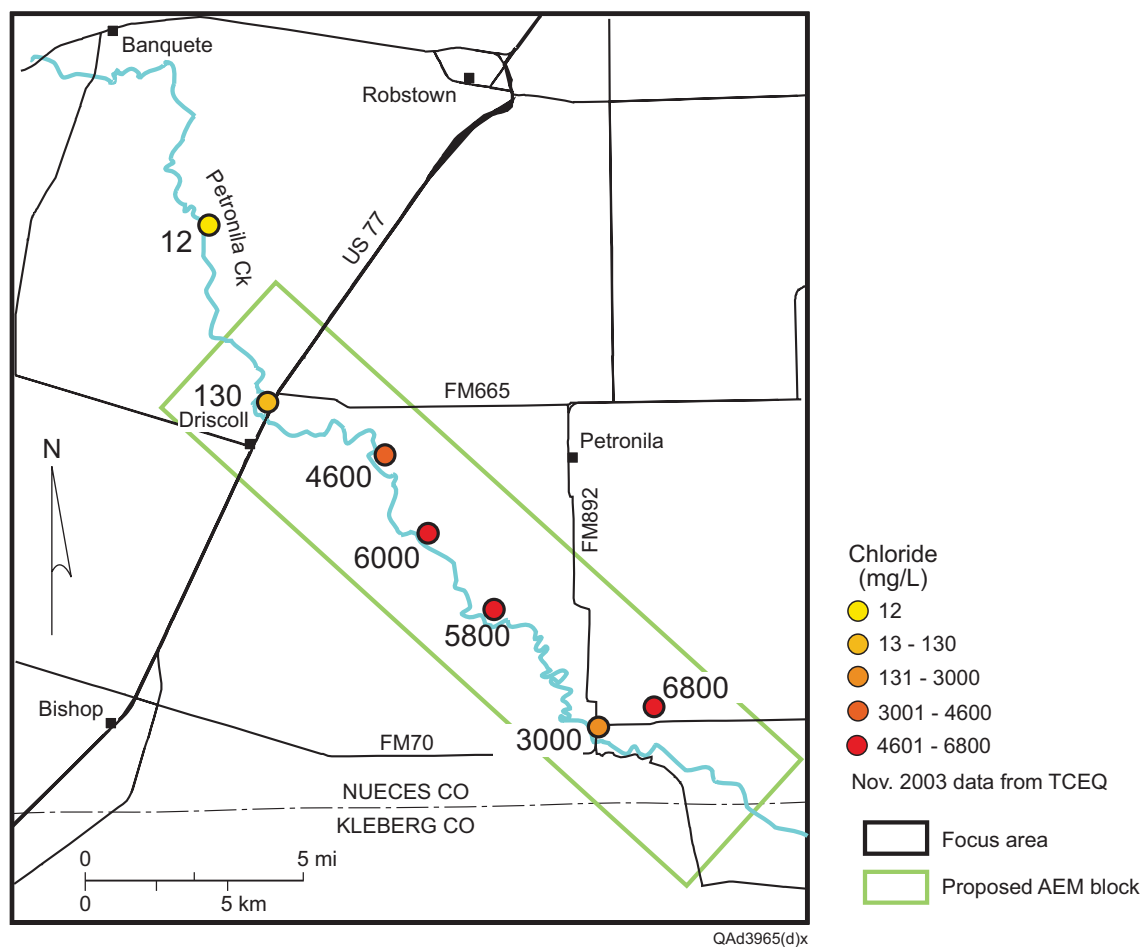 Banquete
Robstown
Petronila Ck
12
US 77
130
FM665
Driscoll
N
4600
Petronila
6000
FM892
5800
6800
Bishop
3000
FM70
NUECES CO
KLEBERG CO
0 5 mi
0 5 km
Chloride
(mg/L)
12
13 - 130
131 - 3000
3001 - 4600
4601 - 6800
Nov. 2003 data from TCEQ
Focus area
Proposed AEM block
QAd3965(d)x